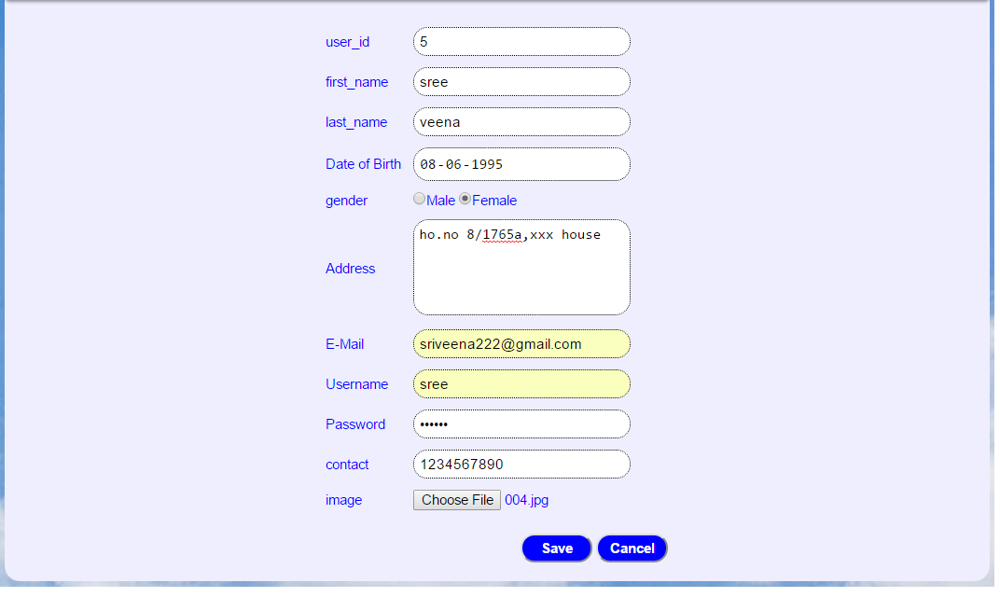 user_id 5
first_name sree
last_name veena
Date of Birth 08-06-1995
gender Male Female
Address ho.no 8/1765a,xxx house
E-Mail sriveena222@gmail.com
Username sree
Password ••••••
contact 1234567890
image Choose File 004.jpg
Save Cancel